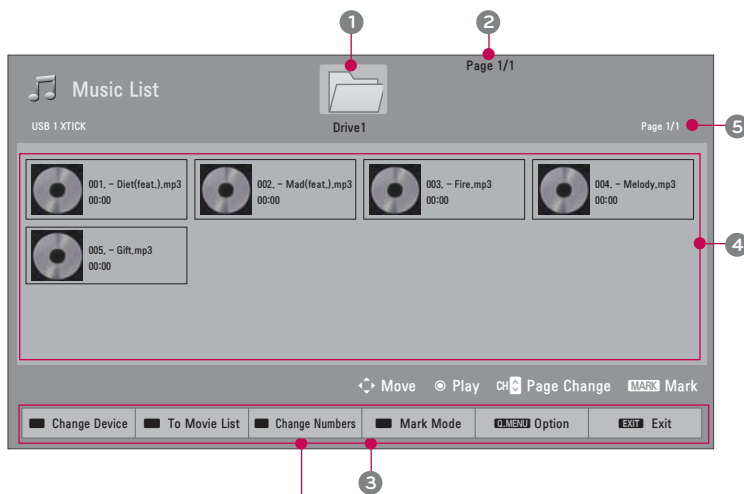 1
2
Page 1/1
Music List
Drive1
USB 1 XTICK
Page 1/1
5
001. - Diet(feat.).mp3
00:00
002. - Mad(feat.).mp3
00:00
003. - Fire.mp3
00:00
004. - Melody.mp3
00:00
005. - Gift.mp3
00:00
4
Move
Play
CH Page Change
MARK Mark
Change Device
To Movie List
Change Numbers
Mark Mode
Q.MENU Option
EXIT Exit
3